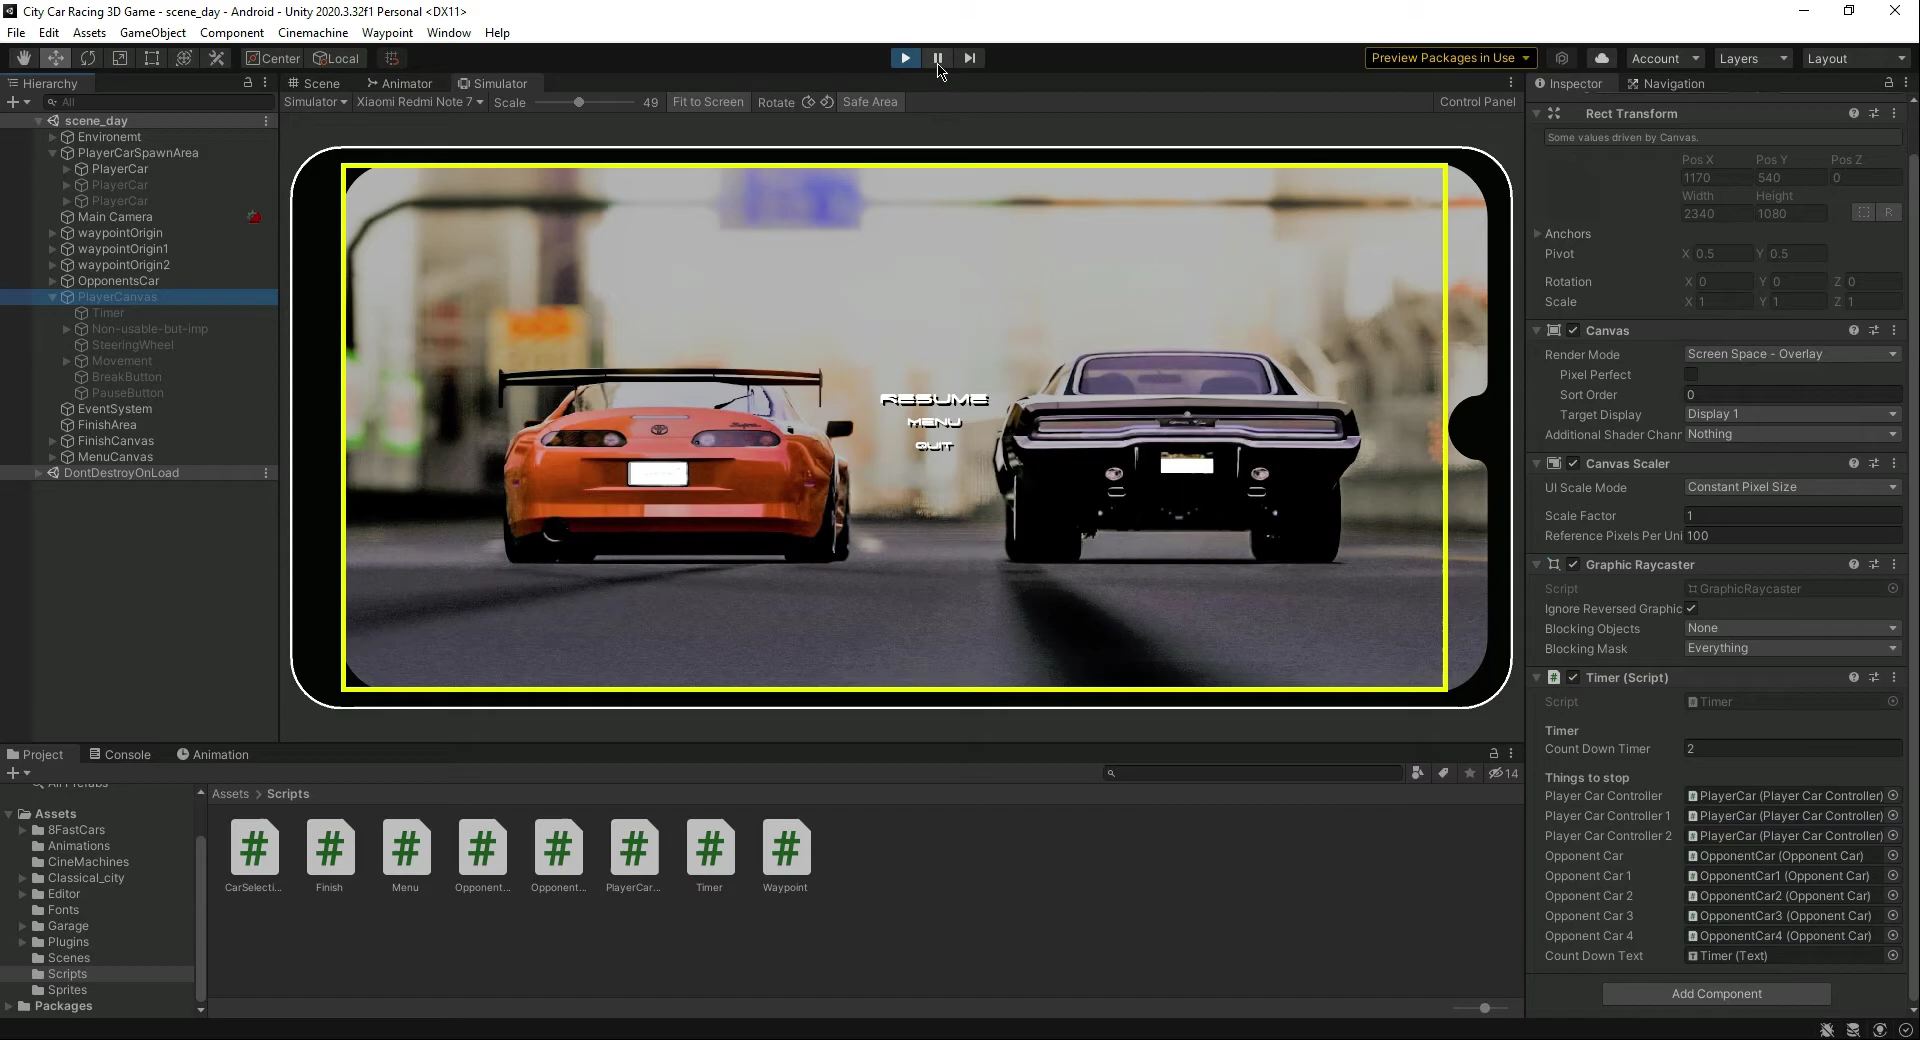 City Car Racing 3D Game - scene_day - Android - Unity 2020.3.32f1 Personal <DX11>
File Edit Assets GameObject Component Cinemachine Waypoint Window Help
Center Local Preview Packages in Use Account Layers Layout
Hierarchy Scene Animator Simulator Inspector Navigation
All Simulator Xiaomi Redmi Note 7 Scale 49 Fit to Screen Rotate Safe Area Control Panel
scene_day
Environemt
PlayerCarSpawnArea
PlayerCar
PlayerCar
PlayerCar
Main Camera
waypointOrigin
waypointOrigin1
waypointOrigin2
OpponentsCar
PlayerCanvas
Timer
Non-usable-but-imp
SteeringWheel
Movement
BreakButton
PauseButton
EventSystem
FinishArea
FinishCanvas
MenuCanvas
DontDestroyOnLoad
RESUME
MENU
QUIT
Rect Transform
Some values driven by Canvas.
Pos X Pos Y Pos Z
1170 540 0
Width Height
2340 1080
R
Anchors
Pivot X 0.5 Y 0.5
Rotation X 0 Y 0 Z 0
Scale X 1 Y 1 Z 1
Canvas
Render Mode Screen Space - Overlay
Pixel Perfect
Sort Order 0
Target Display Display 1
Additional Shader Chanr Nothing
Canvas Scaler
UI Scale Mode Constant Pixel Size
Scale Factor 1
Reference Pixels Per Uni 100
Graphic Raycaster
Script GraphicRaycaster
Ignore Reversed Graphic
Blocking Objects None
Blocking Mask Everything
Timer (Script)
Script Timer
Timer
Count Down Timer 2
Things to stop
Player Car Controller PlayerCar (Player Car Controller)
Player Car Controller 1 PlayerCar (Player Car Controller)
Player Car Controller 2 PlayerCar (Player Car Controller)
Opponent Car OpponentCar (Opponent Car)
Opponent Car 1 OpponentCar1 (Opponent Car)
Opponent Car 2 OpponentCar2 (Opponent Car)
Opponent Car 3 OpponentCar3 (Opponent Car)
Opponent Car 4 OpponentCar4 (Opponent Car)
Count Down Text Timer (Text)
Add Component
Project Console Animation
14
Assets
8FastCars
Animations
CineMachines
Classical_city
Editor
Fonts
Garage
Plugins
Scenes
Scripts
Sprites
Packages
Assets > Scripts
CarSelecti... Finish Menu Opponent... Opponent... PlayerCar... Timer Waypoint